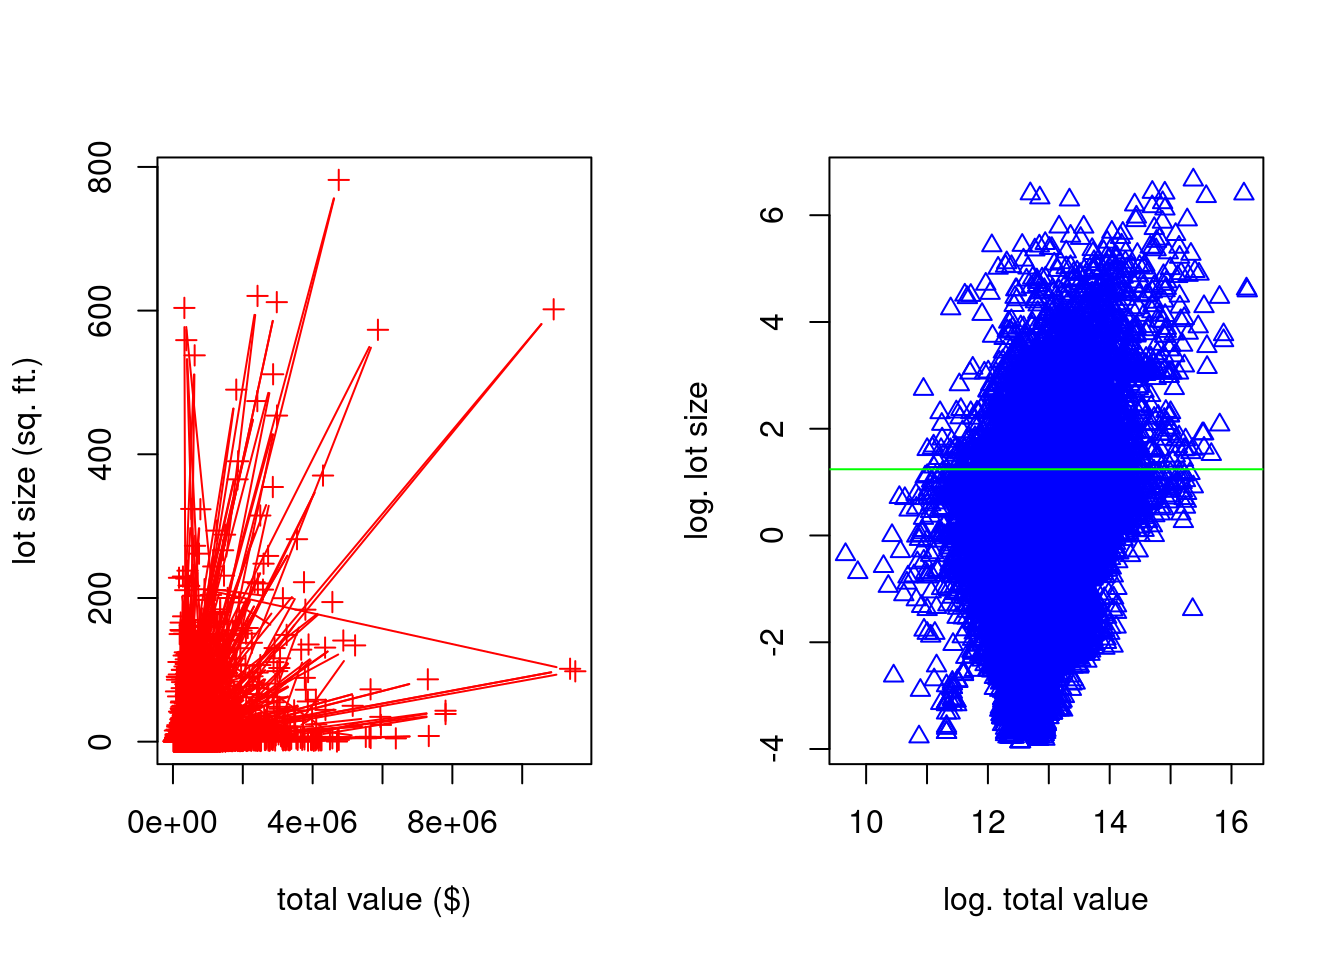 800
600
400
200
0
lot size (sq. ft.)
0e+00 4e+06 8e+06
total value ($)
6
4
2
0
-2
-4
log. lot size
10 12 14 16
log. total value